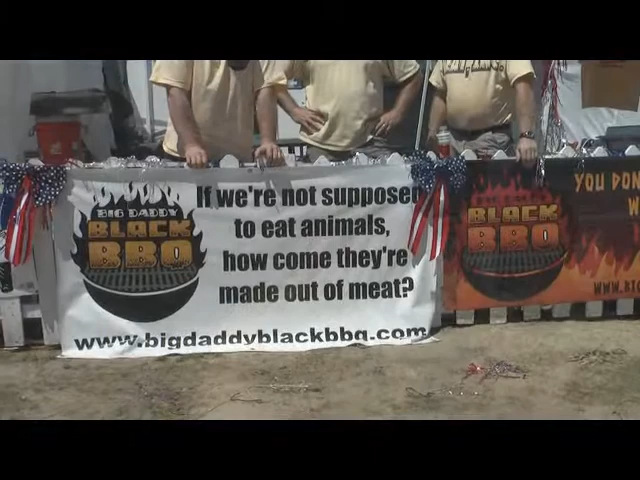 BIG DADDY
BLACK
BBQ
If we're not supposed
to eat animals,
how come they're
made out of meat?
www.bigdaddyblackbbq.com
BLACK
BBQ
YOU DON
WWW.B